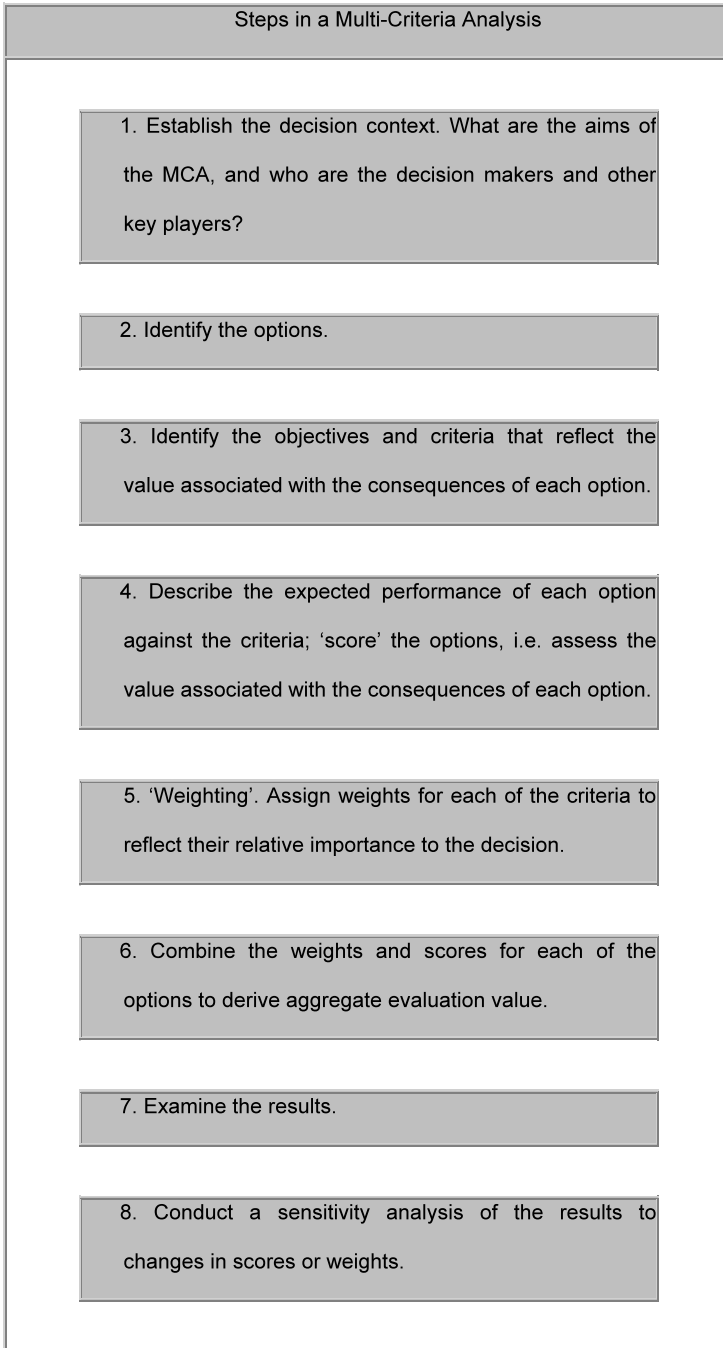 Steps in a Multi-Criteria Analysis
1. Establish the decision context. What are the aims of
the MCA, and who are the decision makers and other
key players?
2. Identify the options.
3. Identify the objectives and criteria that reflect the
value associated with the consequences of each option.
4. Describe the expected performance of each option
against the criteria; ‘score’ the options, i.e. assess the
value associated with the consequences of each option.
5. ‘Weighting’. Assign weights for each of the criteria to
reflect their relative importance to the decision.
6. Combine the weights and scores for each of the
options to derive aggregate evaluation value.
7. Examine the results.
8. Conduct a sensitivity analysis of the results to
changes in scores or weights.